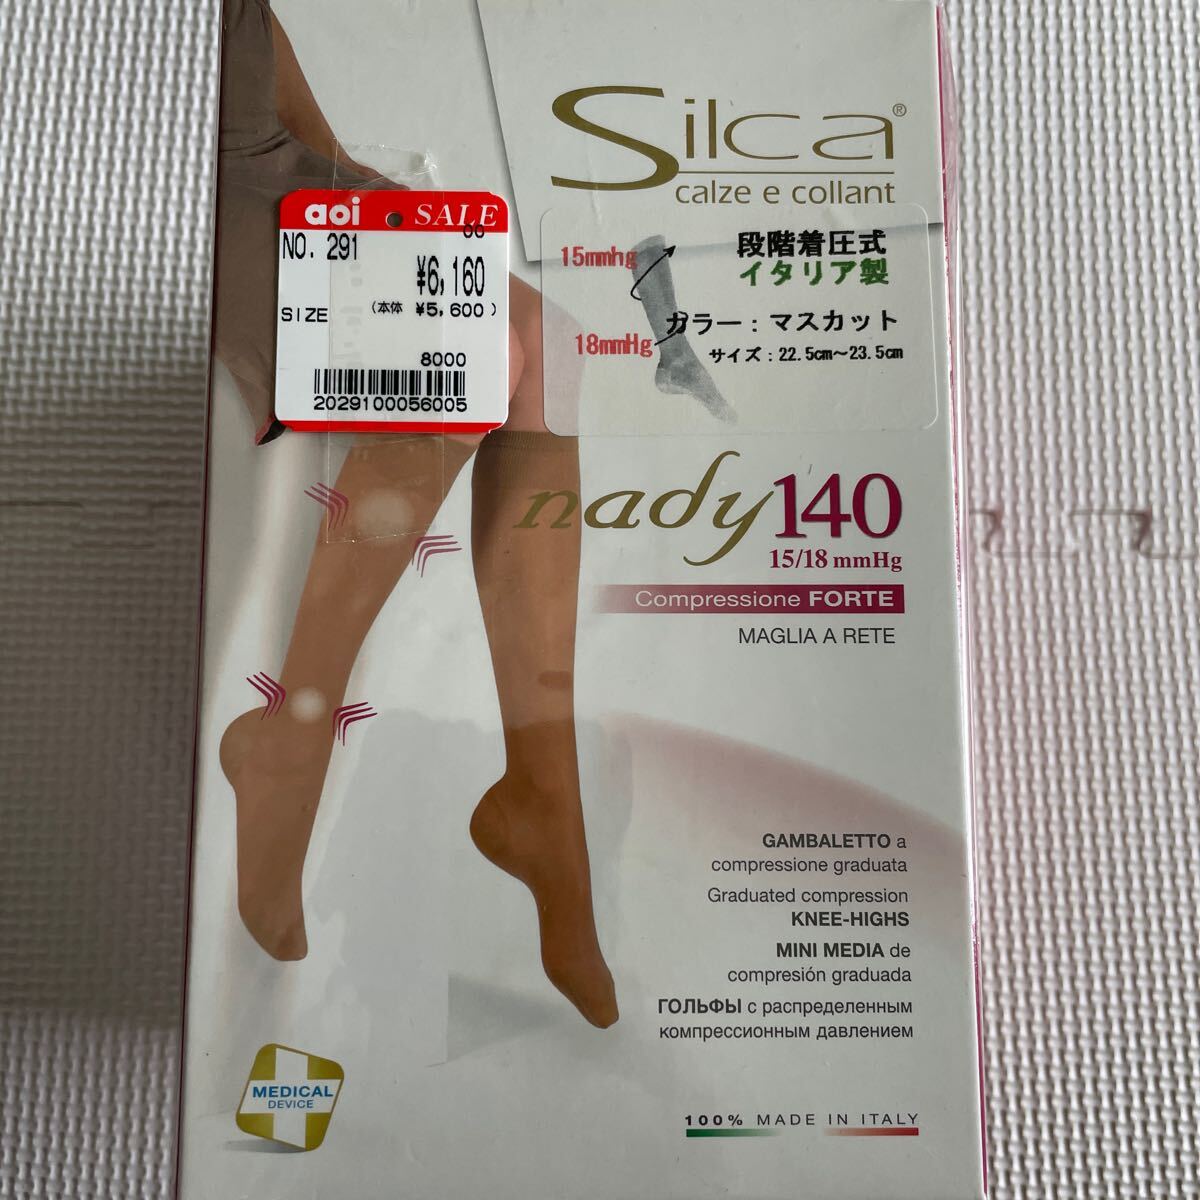 Silca®
calze e collant
aoi SALE
00
NO. 291
¥6,160
(本体 ¥5,600)
SIZE
8000
2029100056005
15mmhg
段階着圧式
イタリア製
18mmHg
カラー：マスカット
サイズ：22.5cm〜23.5cm
nady 140
15/18 mmHg
Compressione FORTE
MAGLIA A RETE
GAMBALETTO a
compressione graduata
Graduated compression
KNEE-HIGHS
MINI MEDIA de
compresión graduada
ГОЛЬФЫ с распределенным
компрессионным давлением
MEDICAL
DEVICE
100% MADE IN ITALY